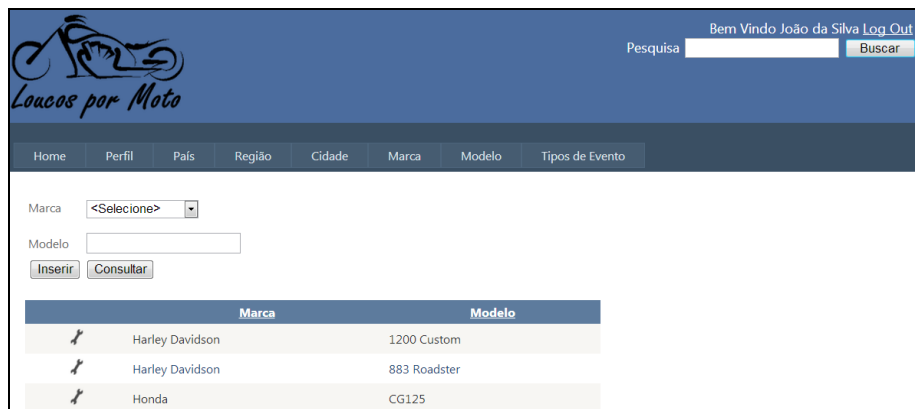 Bem Vindo João da Silva Log Out
Pesquisa Buscar
Loucos por Moto
Home Perfil País Região Cidade Marca Modelo Tipos de Evento
Marca <Selecione>
Modelo
Inserir Consultar
Marca Modelo
Harley Davidson 1200 Custom
Harley Davidson 883 Roadster
Honda CG125